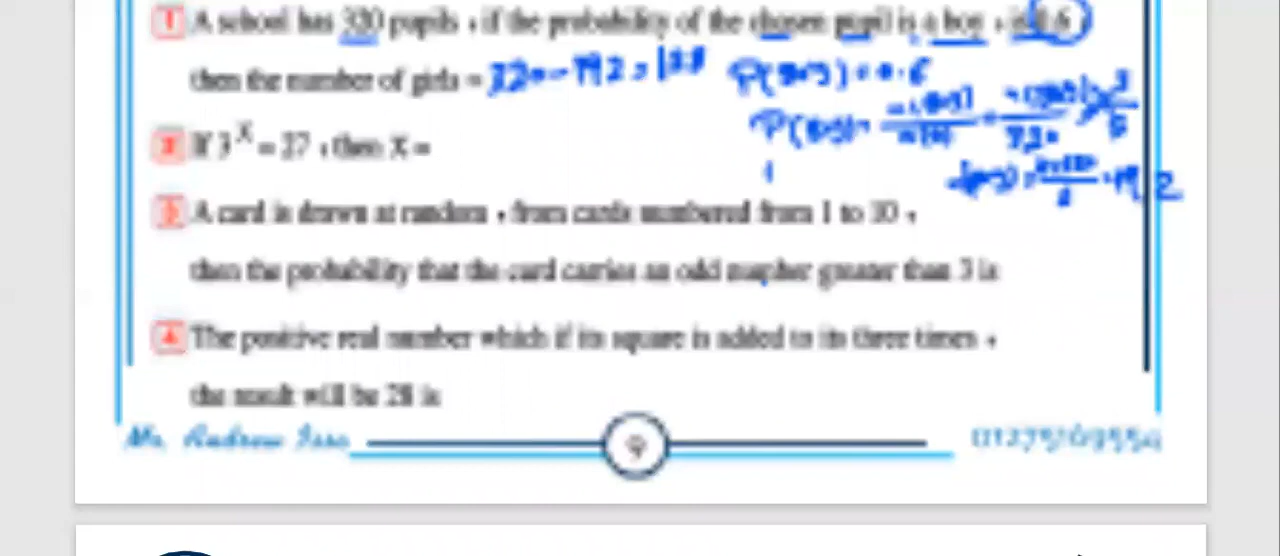 1 A school has 320 pupils , if the probability of the chosen pupil is a boy , is 0.6 ,
then the number of girls = 320 - 192 = 128 P(boy) = 0.6
P(boy) = 3
2 If 3^X = 27 , then X =
3 A card is drawn at random , from cards numbered from 1 to 10 ,
then the probability that the card carries an odd number greater than 3 is
4 The positive real number which if its square is added to its three times ,
the result will be 28 is
Mr. Andrew 9